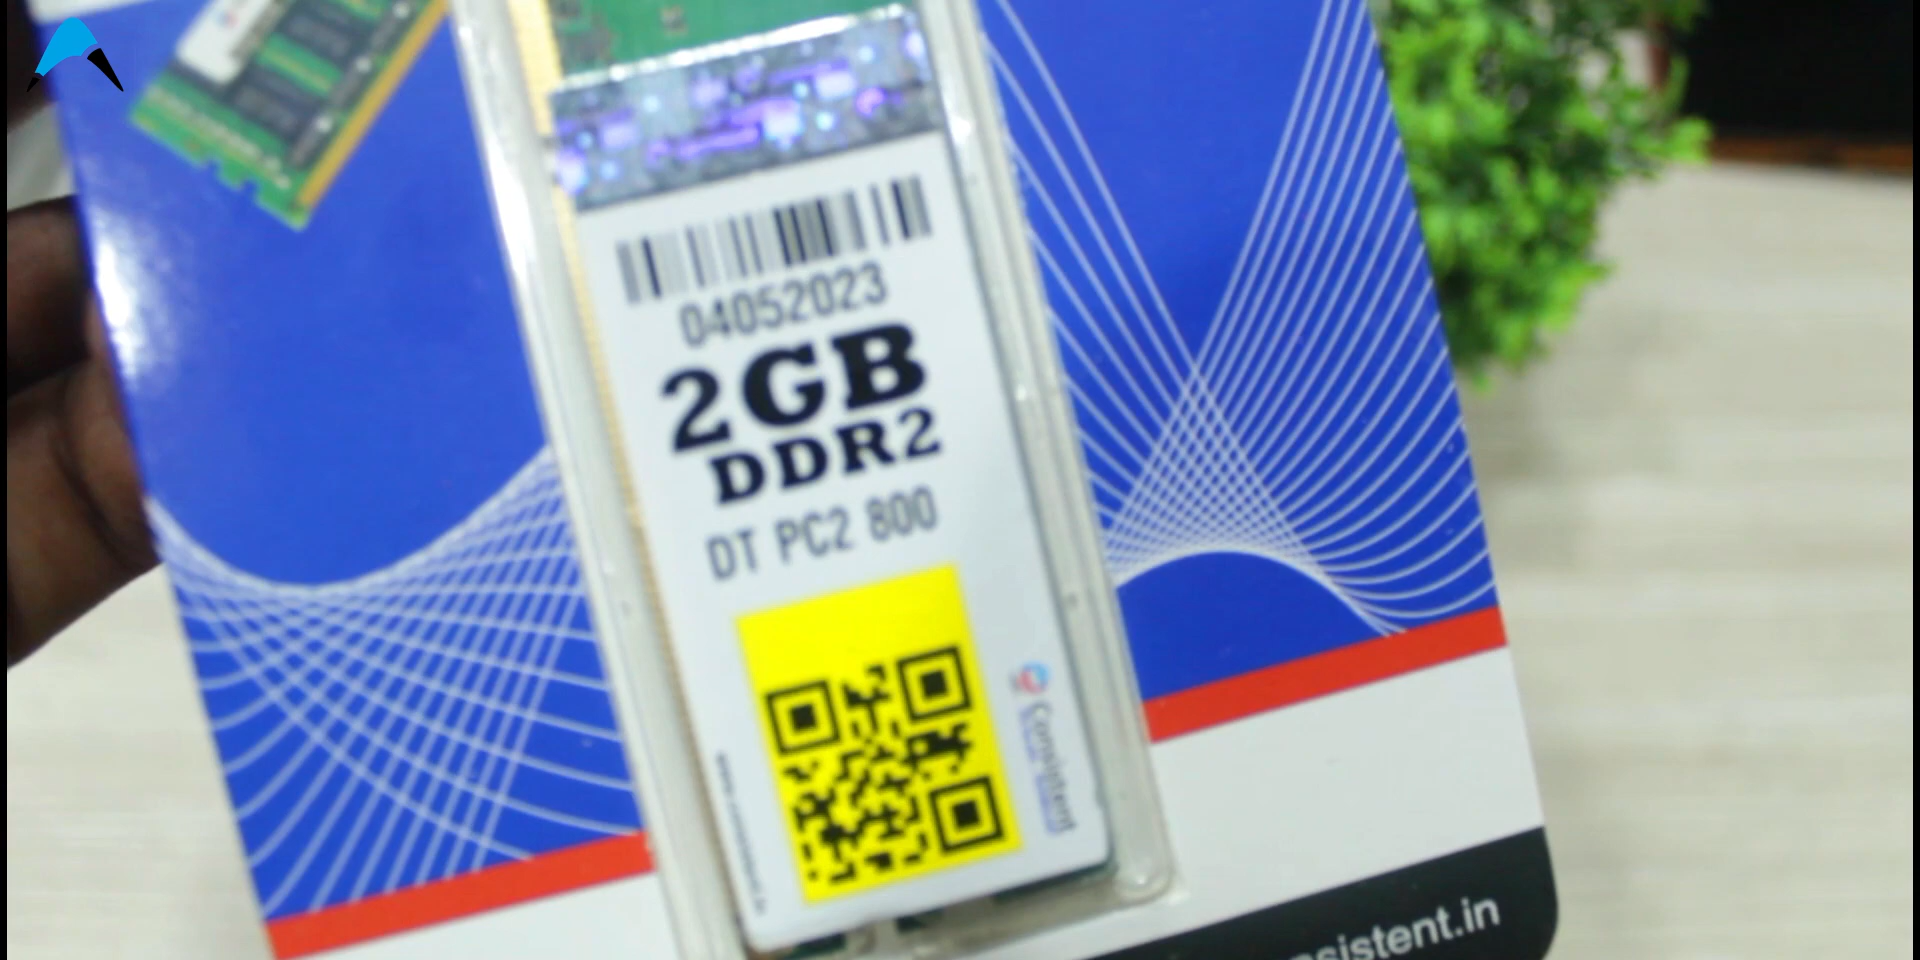 04052023
2GB
DDR2
DT PC2 800
Consistent
nsistent.in